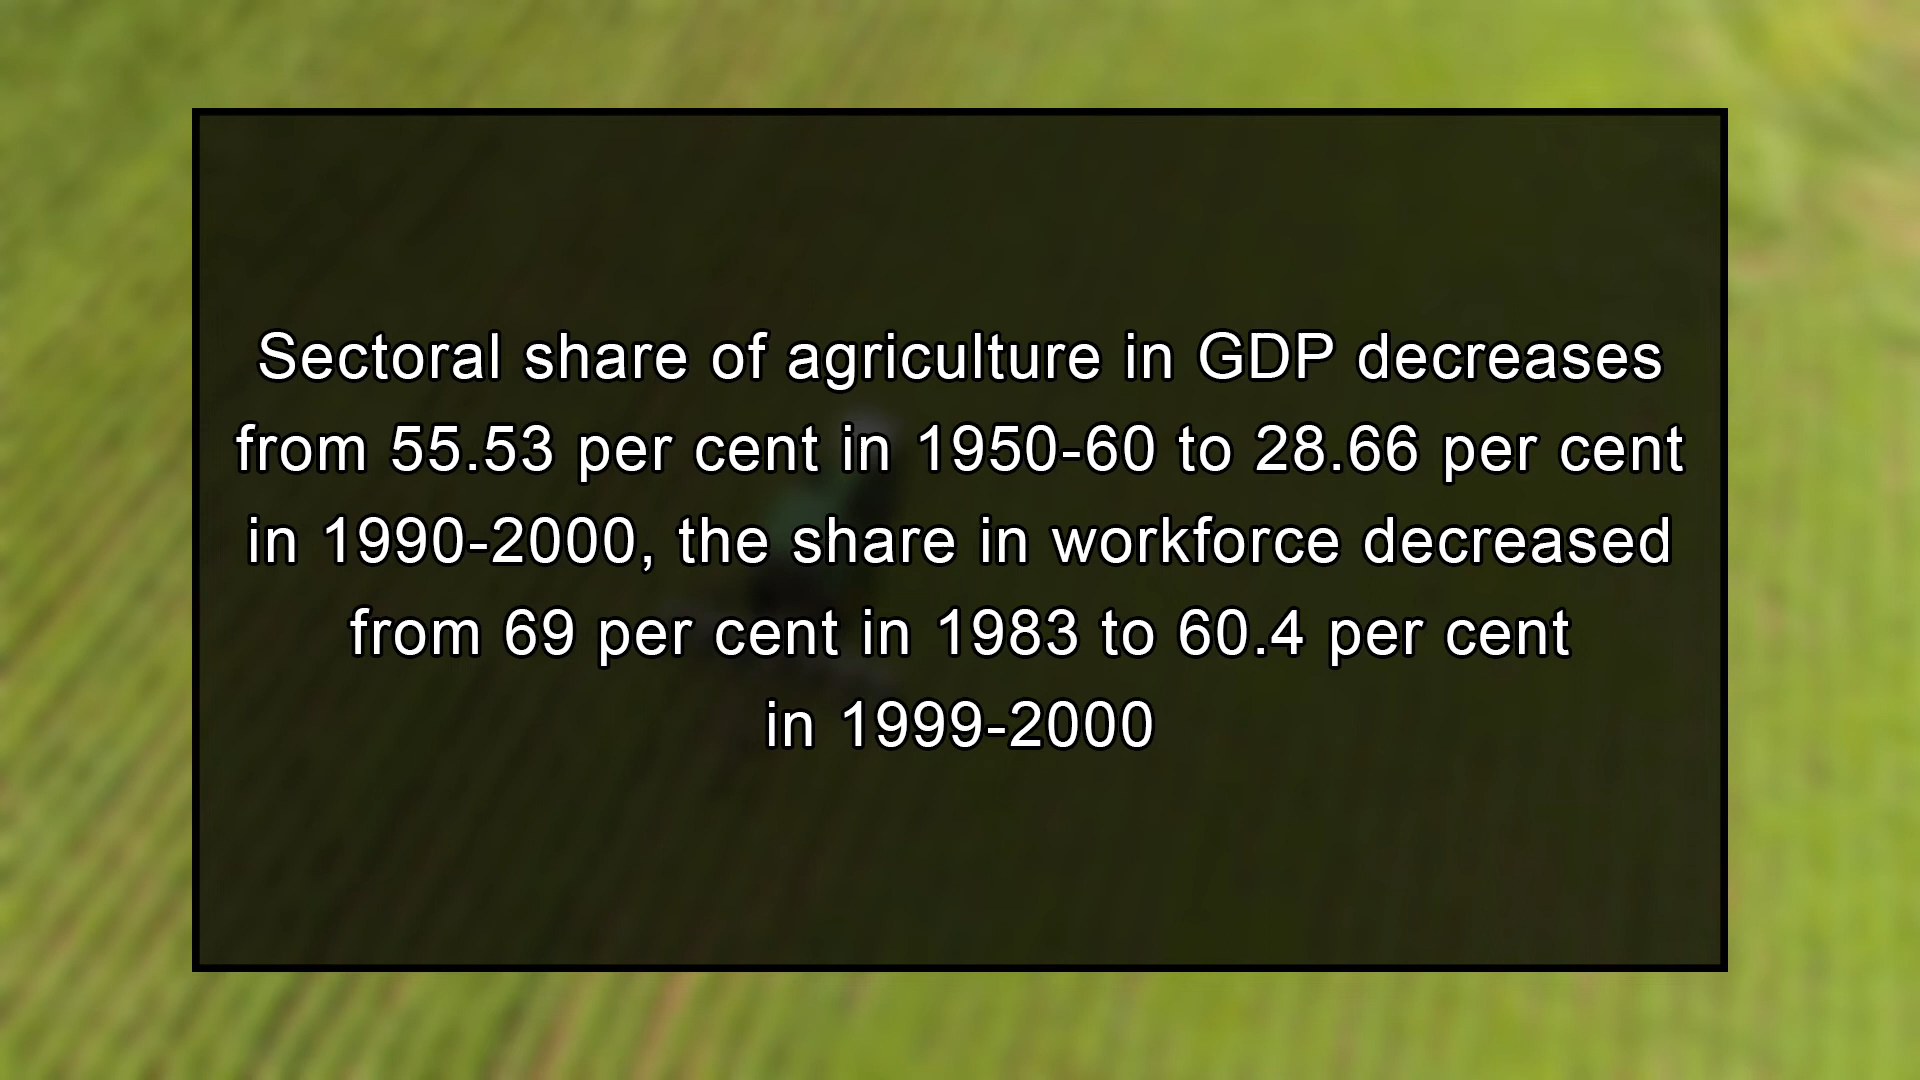 Sectoral share of agriculture in GDP decreases
from 55.53 per cent in 1950-60 to 28.66 per cent
in 1990-2000, the share in workforce decreased
from 69 per cent in 1983 to 60.4 per cent
in 1999-2000